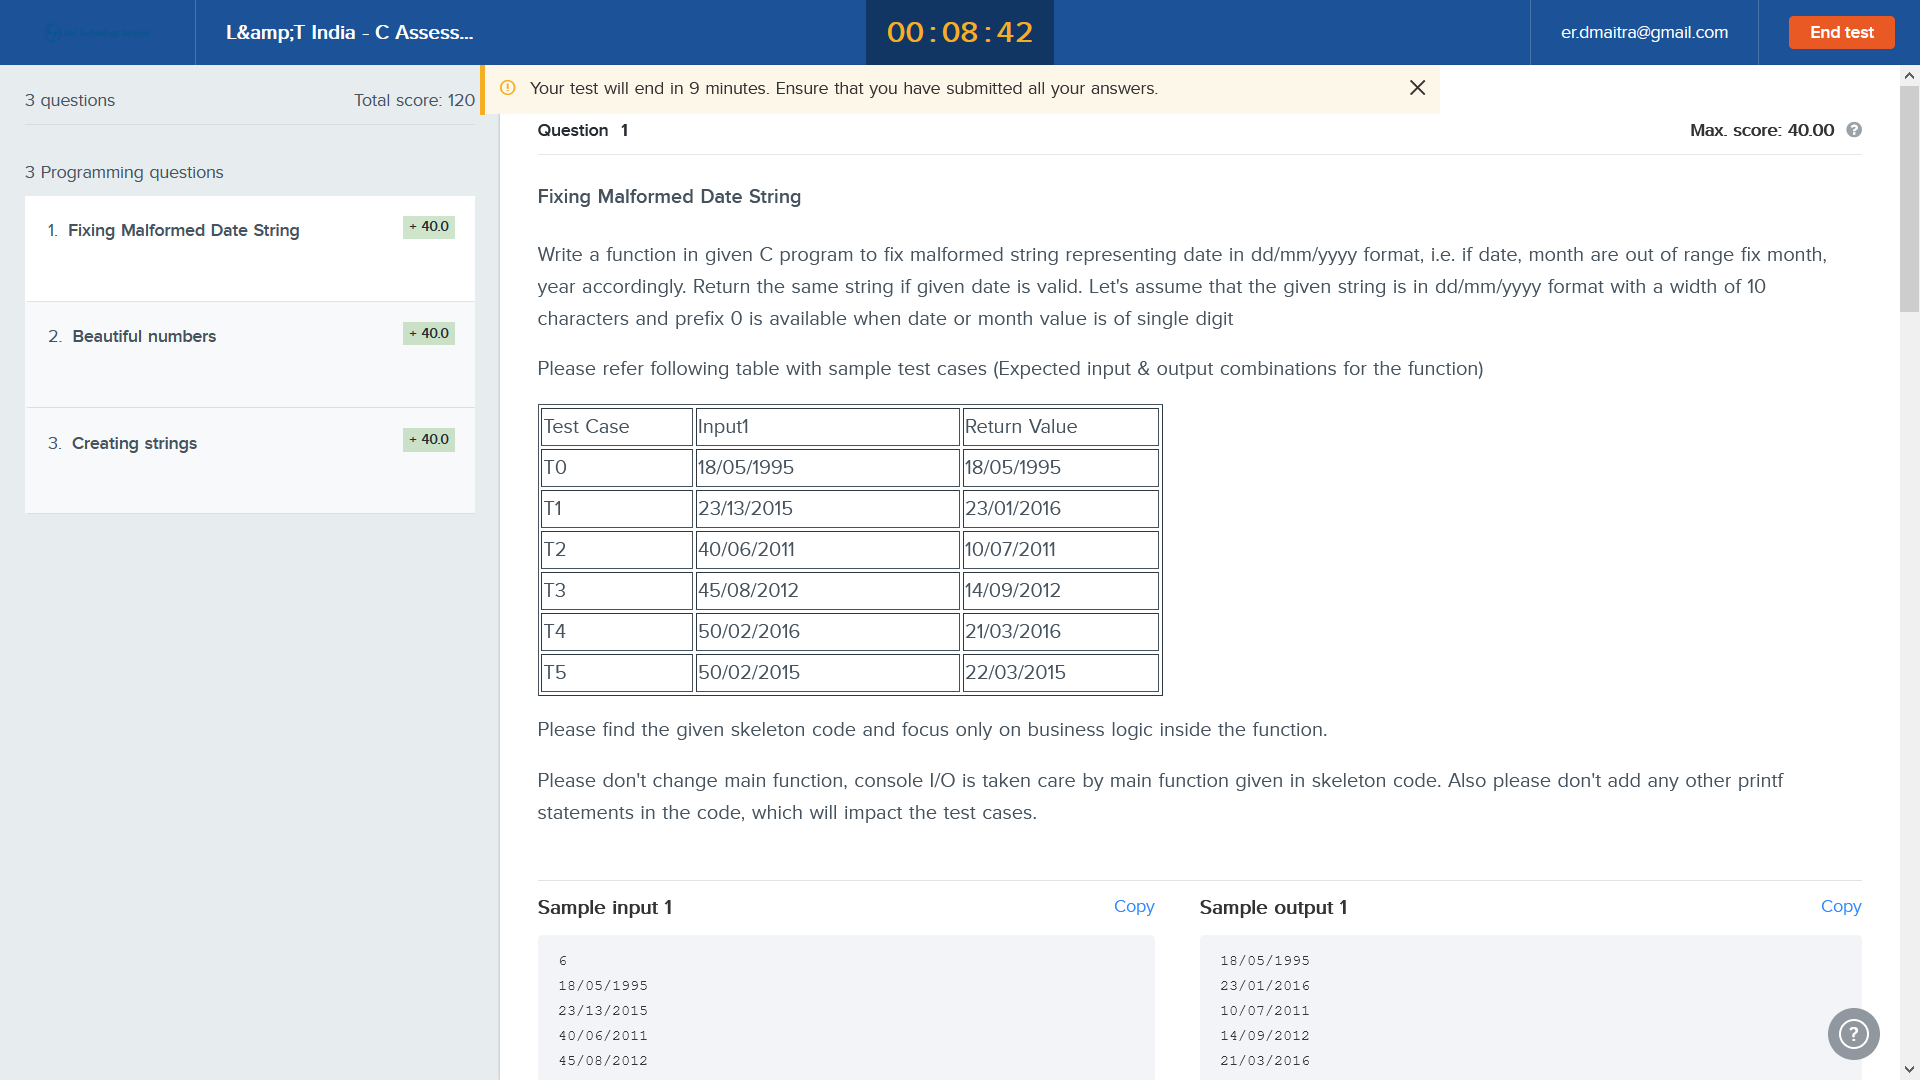 L&amp;T India - C Assess...
00:08:42
er.dmaitra@gmail.com
End test
3 questions
Total score: 120
Your test will end in 9 minutes. Ensure that you have submitted all your answers.
3 Programming questions
1. Fixing Malformed Date String
+ 40.0
2. Beautiful numbers
+ 40.0
3. Creating strings
+ 40.0
Question 1
Max. score: 40.00
Fixing Malformed Date String
Write a function in given C program to fix malformed string representing date in dd/mm/yyyy format, i.e. if date, month are out of range fix month,
year accordingly. Return the same string if given date is valid. Let's assume that the given string is in dd/mm/yyyy format with a width of 10
characters and prefix 0 is available when date or month value is of single digit
Please refer following table with sample test cases (Expected input & output combinations for the function)
Test Case Input1 Return Value
T0 18/05/1995 18/05/1995
T1 23/13/2015 23/01/2016
T2 40/06/2011 10/07/2011
T3 45/08/2012 14/09/2012
T4 50/02/2016 21/03/2016
T5 50/02/2015 22/03/2015
Please find the given skeleton code and focus only on business logic inside the function.
Please don't change main function, console I/O is taken care by main function given in skeleton code. Also please don't add any other printf
statements in the code, which will impact the test cases.
Sample input 1
Copy
6
18/05/1995
23/13/2015
40/06/2011
45/08/2012
Sample output 1
Copy
18/05/1995
23/01/2016
10/07/2011
14/09/2012
21/03/2016